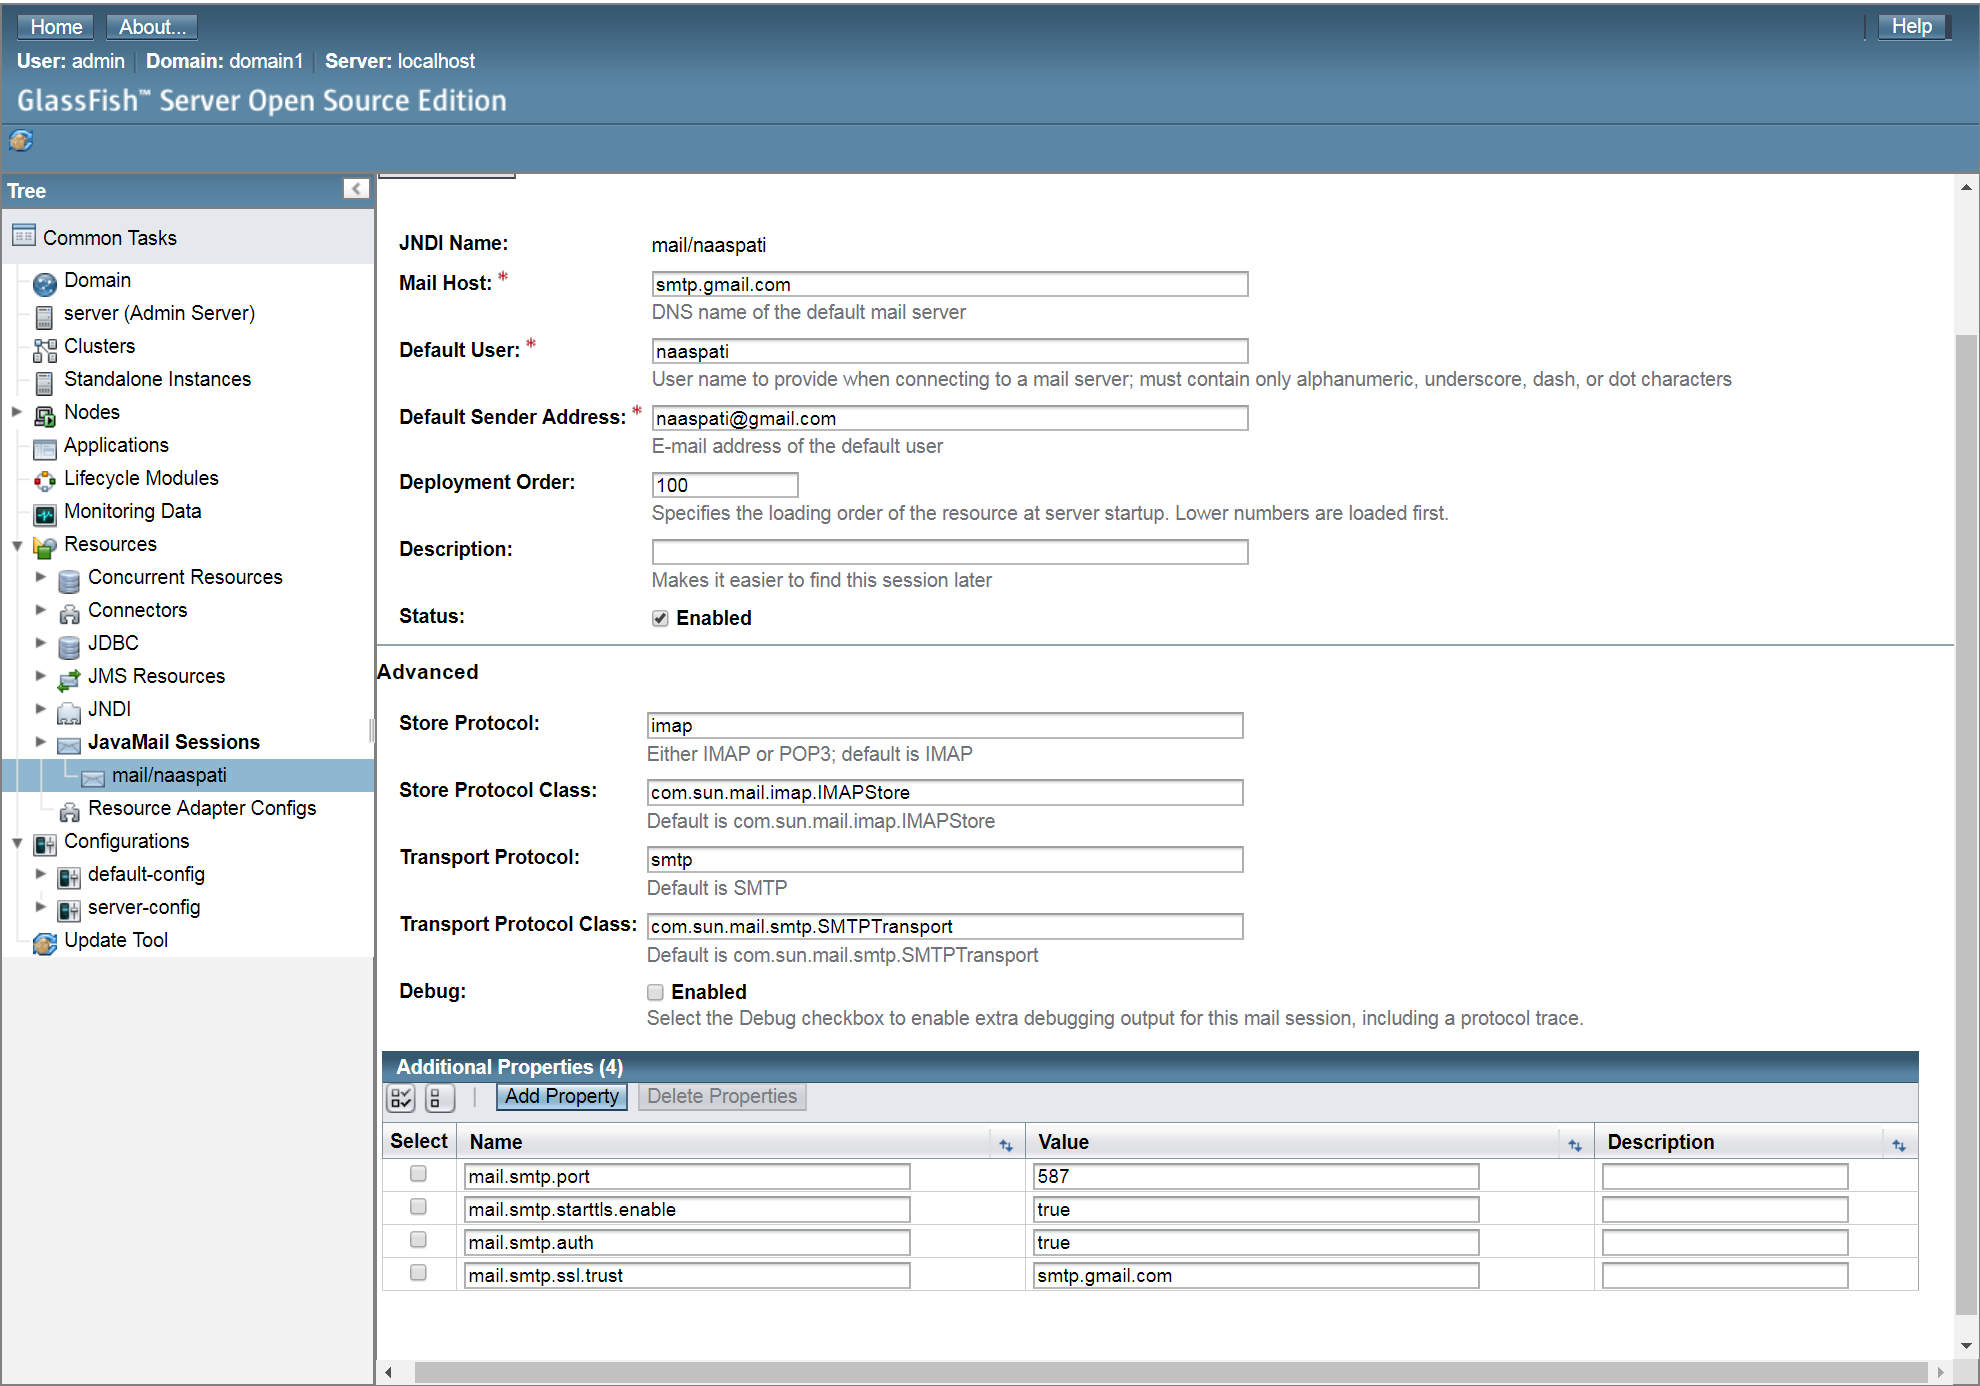 Home About... Help
User: admin Domain: domain1 Server: localhost
GlassFish™ Server Open Source Edition
Tree
Common Tasks
Domain
server (Admin Server)
Clusters
Standalone Instances
Nodes
Applications
Lifecycle Modules
Monitoring Data
Resources
Concurrent Resources
Connectors
JDBC
JMS Resources
JNDI
JavaMail Sessions
mail/naaspati
Resource Adapter Configs
Configurations
default-config
server-config
Update Tool
JNDI Name: mail/naaspati
Mail Host: * smtp.gmail.com
DNS name of the default mail server
Default User: * naaspati
User name to provide when connecting to a mail server; must contain only alphanumeric, underscore, dash, or dot characters
Default Sender Address: * naaspati@gmail.com
E-mail address of the default user
Deployment Order: 100
Specifies the loading order of the resource at server startup. Lower numbers are loaded first.
Description:
Makes it easier to find this session later
Status: Enabled
Advanced
Store Protocol: imap
Either IMAP or POP3; default is IMAP
Store Protocol Class: com.sun.mail.imap.IMAPStore
Default is com.sun.mail.imap.IMAPStore
Transport Protocol: smtp
Default is SMTP
Transport Protocol Class: com.sun.mail.smtp.SMTPTransport
Default is com.sun.mail.smtp.SMTPTransport
Debug: Enabled
Select the Debug checkbox to enable extra debugging output for this mail session, including a protocol trace.
Additional Properties (4)
Add Property Delete Properties
Select Name Value Description
mail.smtp.port 587
mail.smtp.starttls.enable true
mail.smtp.auth true
mail.smtp.ssl.trust smtp.gmail.com